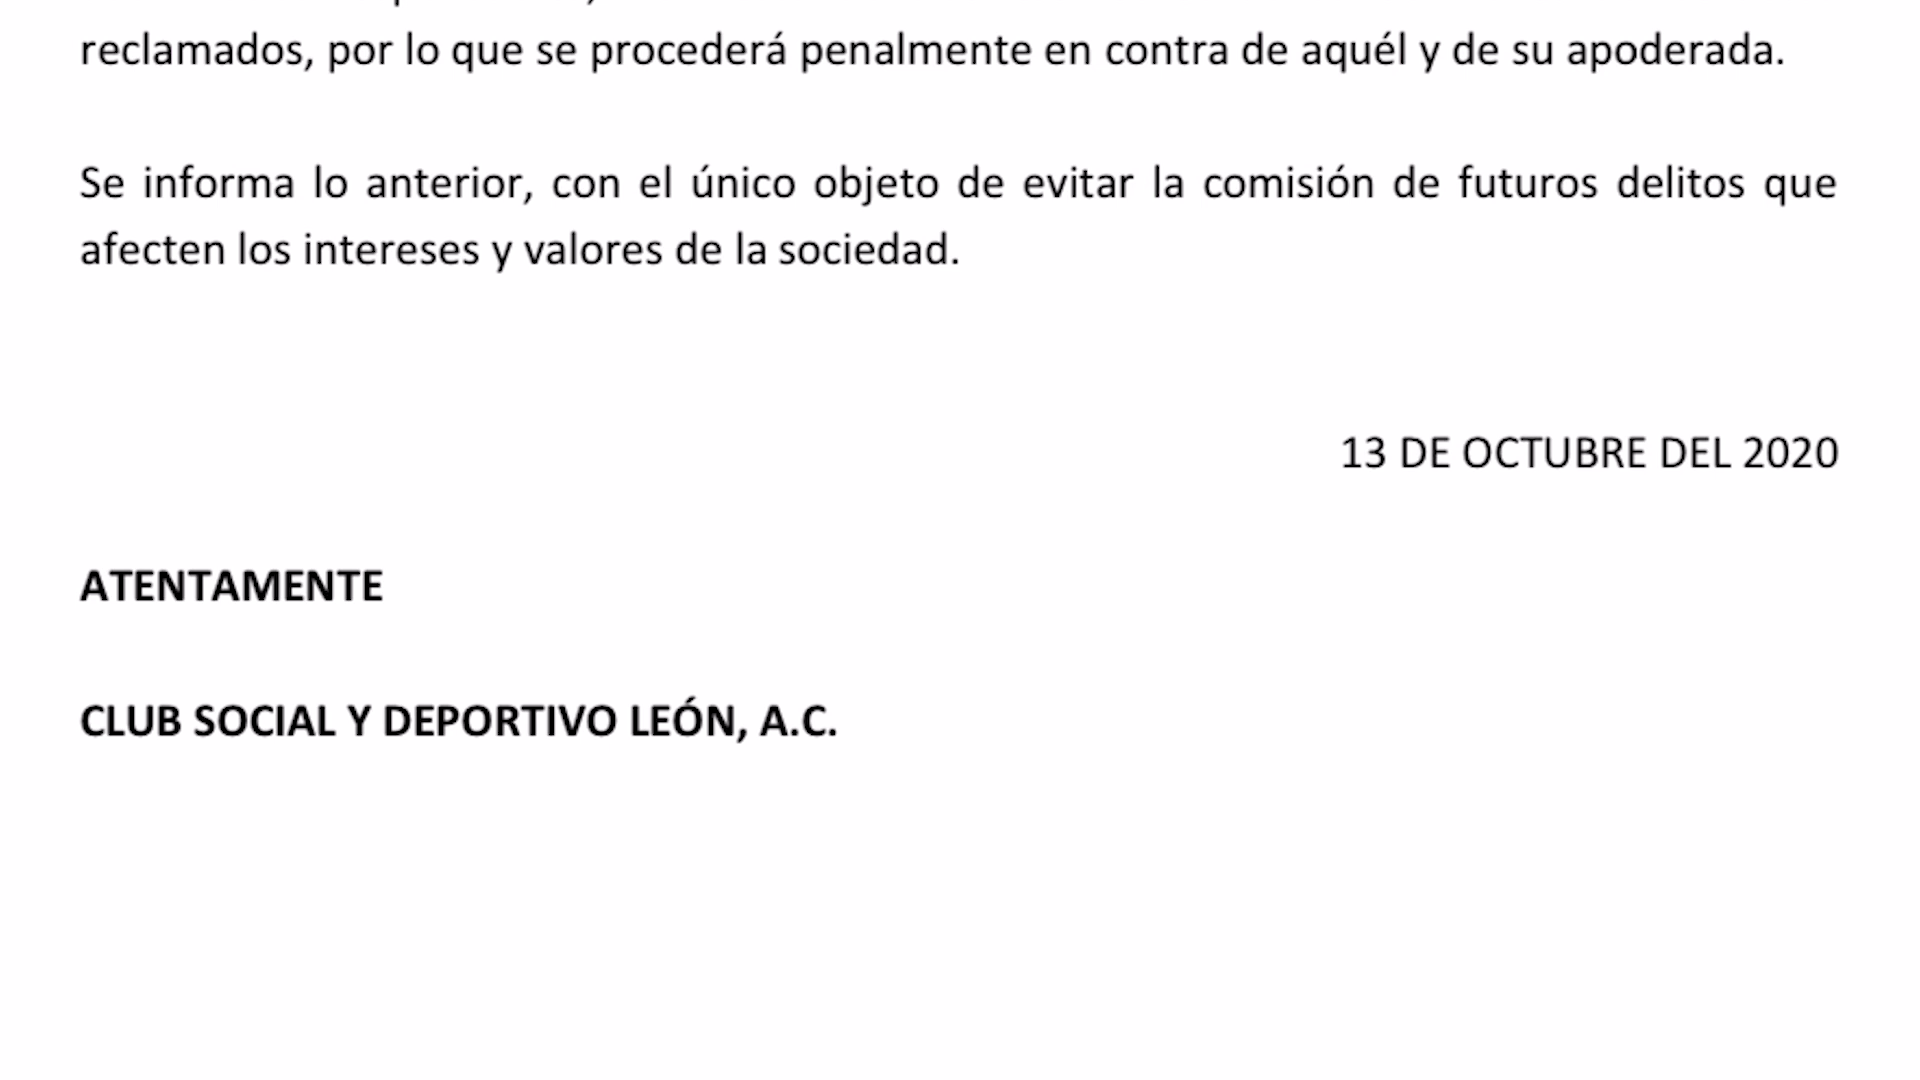 reclamados, por lo que se procederá penalmente en contra de aquél y de su apoderada.
Se informa lo anterior, con el único objeto de evitar la comisión de futuros delitos que
afecten los intereses y valores de la sociedad.
13 DE OCTUBRE DEL 2020
ATENTAMENTE
CLUB SOCIAL Y DEPORTIVO LEÓN, A.C.